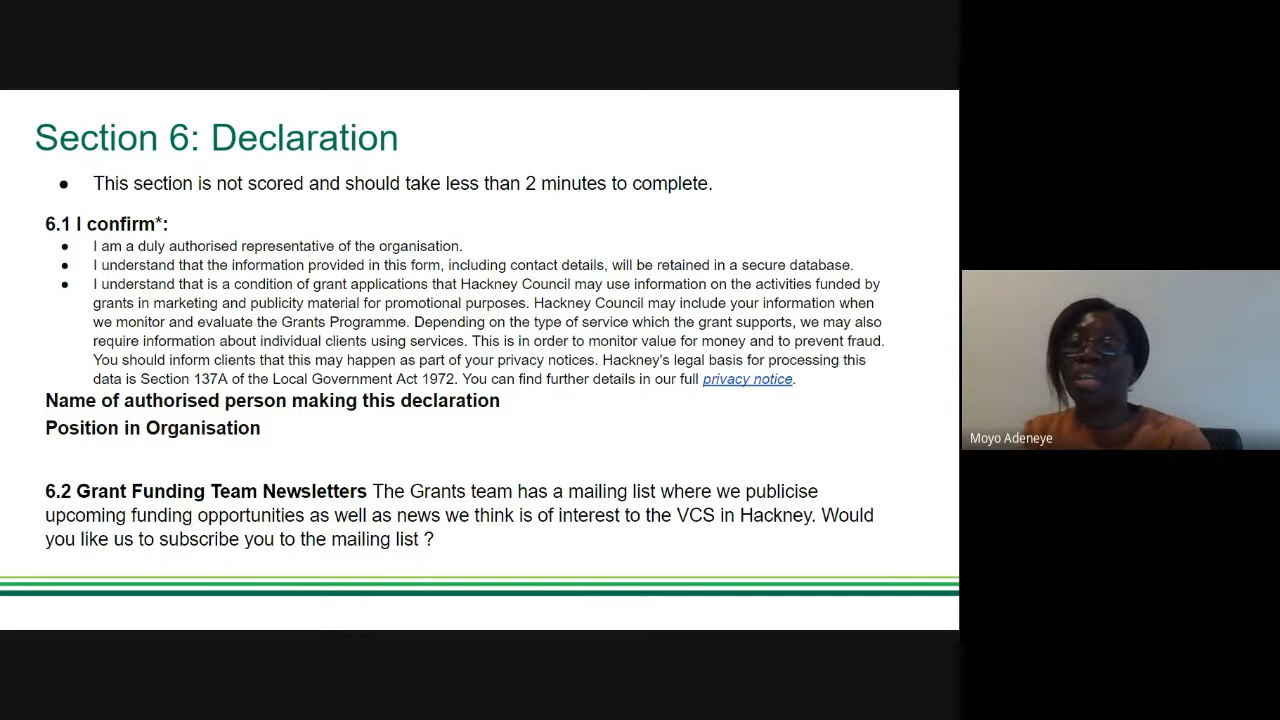 Section 6: Declaration
● This section is not scored and should take less than 2 minutes to complete.
6.1 I confirm*:
● I am a duly authorised representative of the organisation.
● I understand that the information provided in this form, including contact details, will be retained in a secure database.
● I understand that is a condition of grant applications that Hackney Council may use information on the activities funded by
grants in marketing and publicity material for promotional purposes. Hackney Council may include your information when
we monitor and evaluate the Grants Programme. Depending on the type of service which the grant supports, we may also
require information about individual clients using services. This is in order to monitor value for money and to prevent fraud.
You should inform clients that this may happen as part of your privacy notices. Hackney's legal basis for processing this
data is Section 137A of the Local Government Act 1972. You can find further details in our full privacy notice.
Name of authorised person making this declaration
Position in Organisation
6.2 Grant Funding Team Newsletters The Grants team has a mailing list where we publicise
upcoming funding opportunities as well as news we think is of interest to the VCS in Hackney. Would
you like us to subscribe you to the mailing list ?
Moyo Adeneye